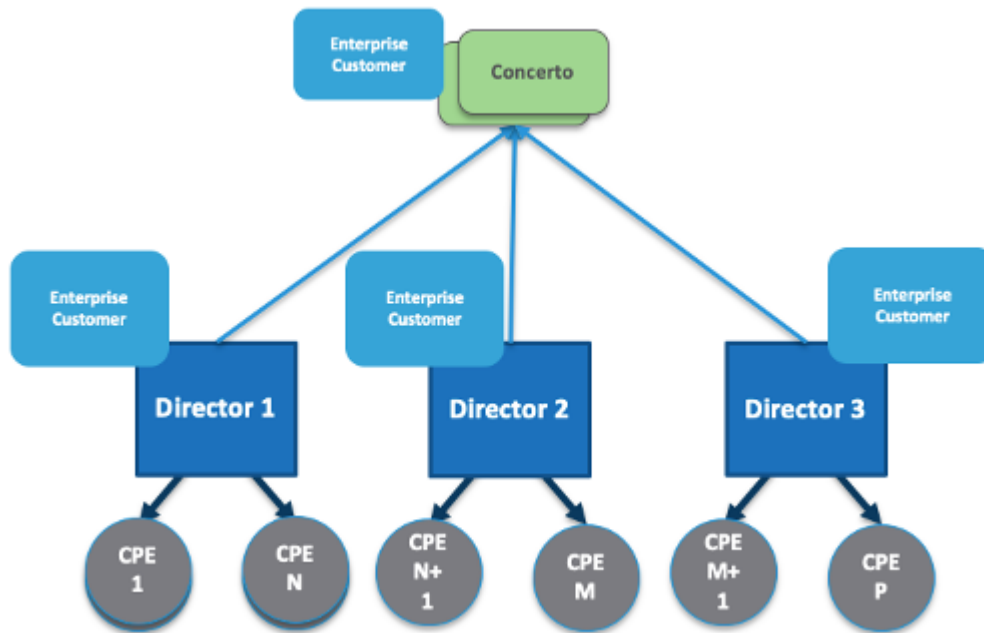 Enterprise
Customer
Concerto
Enterprise
Customer
Enterprise
Customer
Enterprise
Customer
Director 1
Director 2
Director 3
CPE
1
CPE
N
CPE
N+
1
CPE
M
CPE
M+
1
CPE
P